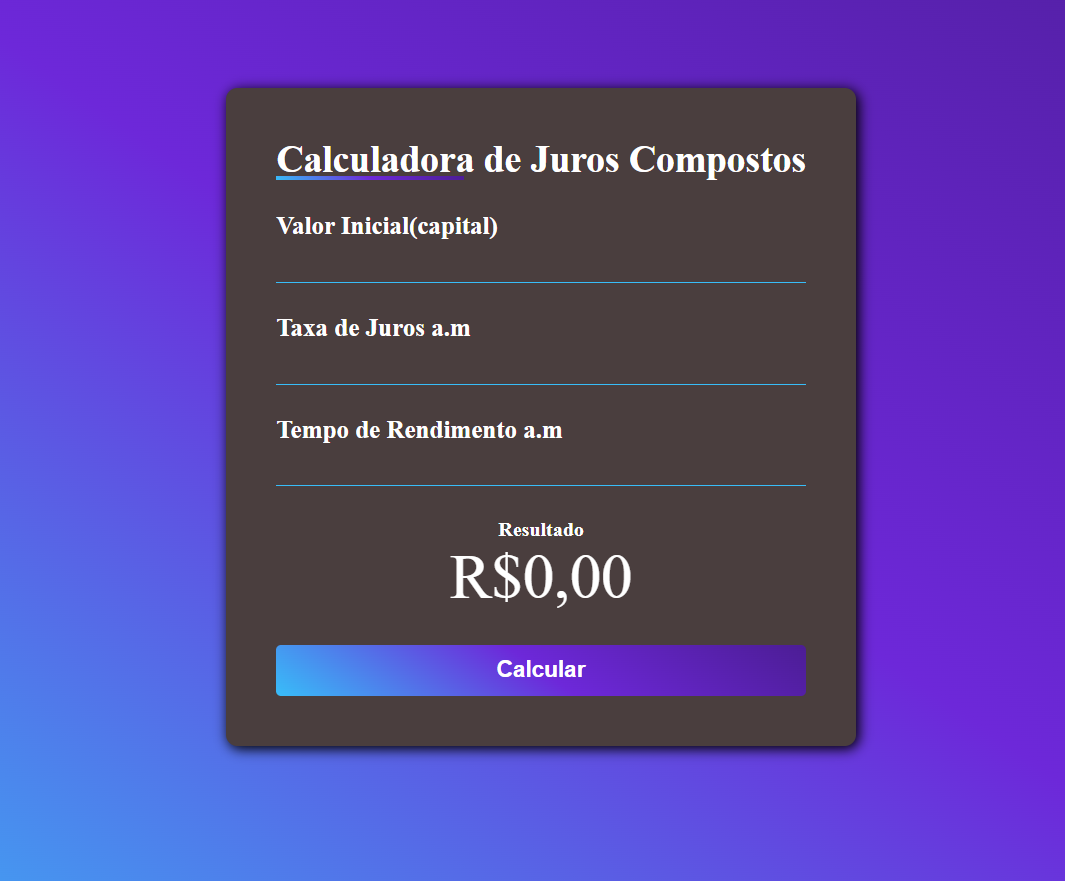 Calculadora de Juros Compostos
Valor Inicial(capital)
Taxa de Juros a.m
Tempo de Rendimento a.m
Resultado
R$0,00
Calcular